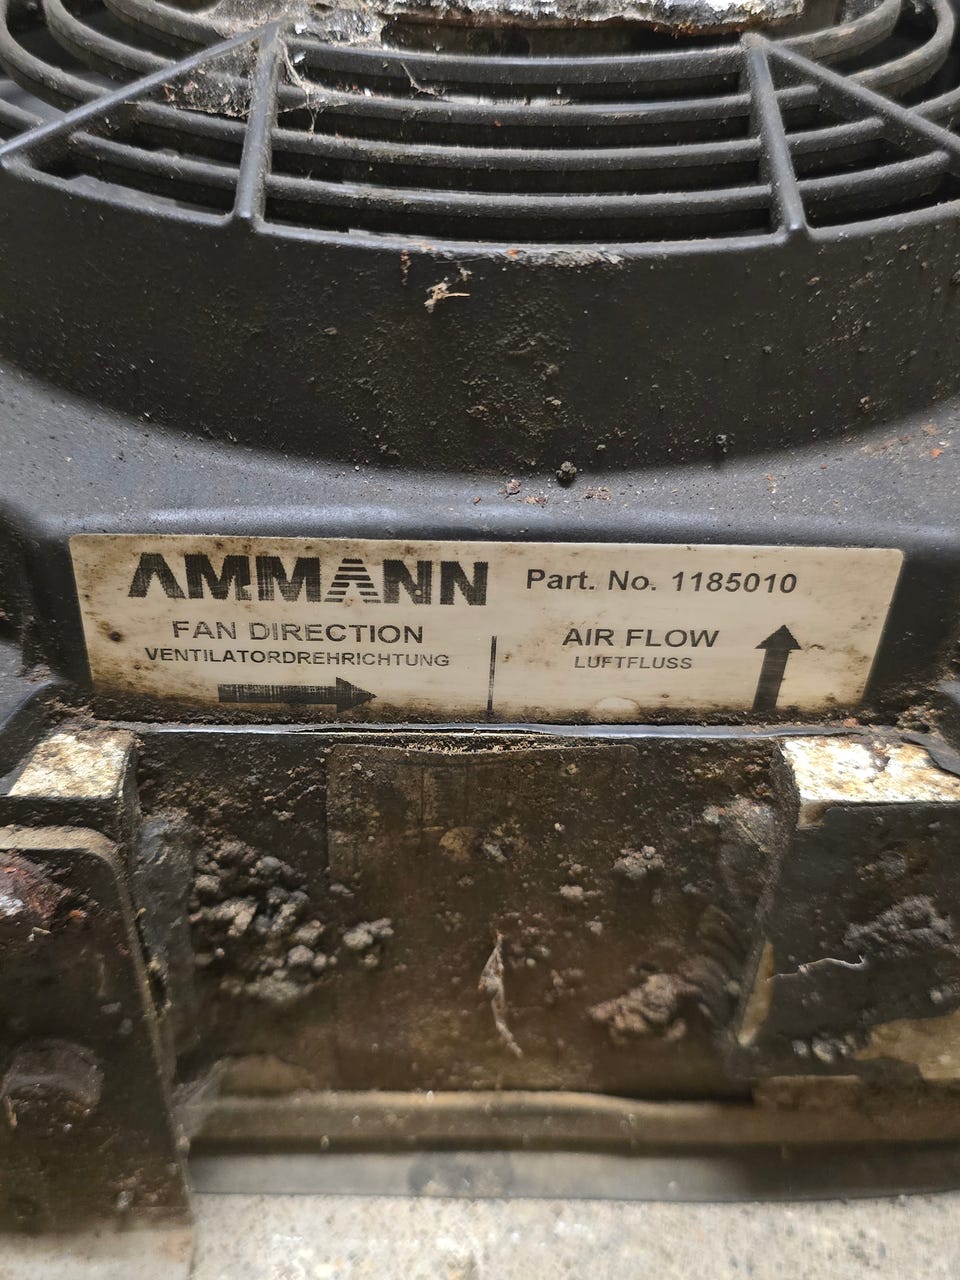 AMMANN Part. No. 1185010
FAN DIRECTION
VENTILATORDREHRICHTUNG
AIR FLOW
LUFTFLUSS